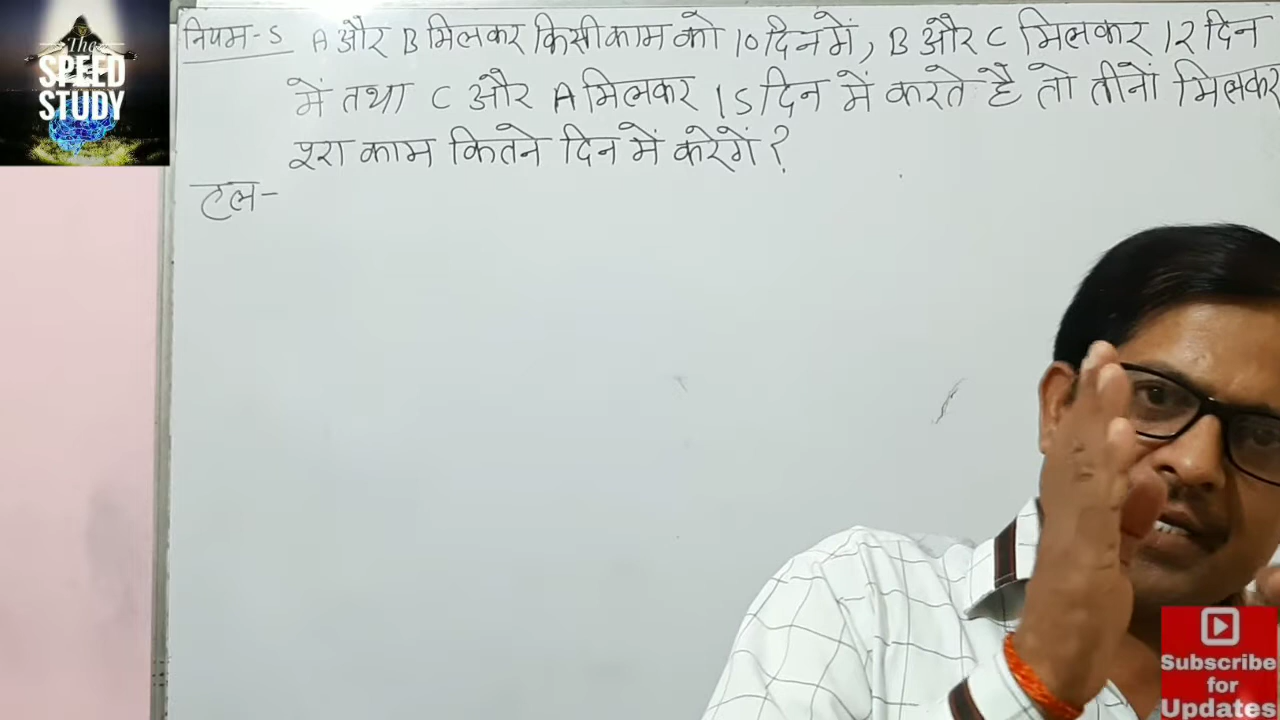 The
SPEED
STUDY
नियम-5 A और B मिलकर किसी काम को 10 दिन में, B और C मिलकर 12 दिन
में तथा C और A मिलकर 15 दिन में करते है तो तीनों मिलकर
पूरा काम कितने दिन में करेगें?
हल-
Subscribe
for
Updates